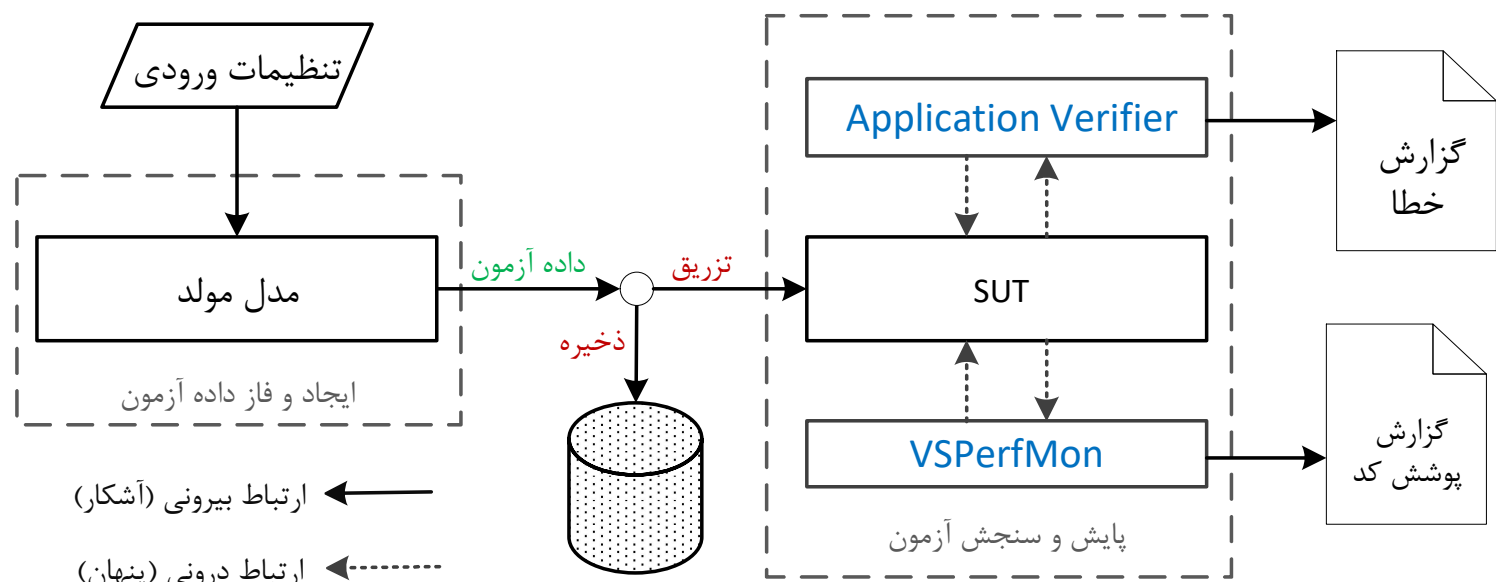 تنظیمات ورودی
مدل مولد
ایجاد و فاز داده آزمون
داده آزمون
تزریق
ذخیره
Application Verifier
SUT
VSPerfMon
پایش و سنجش آزمون
گزارش
خطا
گزارش
پوشش کد
ارتباط بیرونی (آشکار)
ارتباط درونی (پنهان)